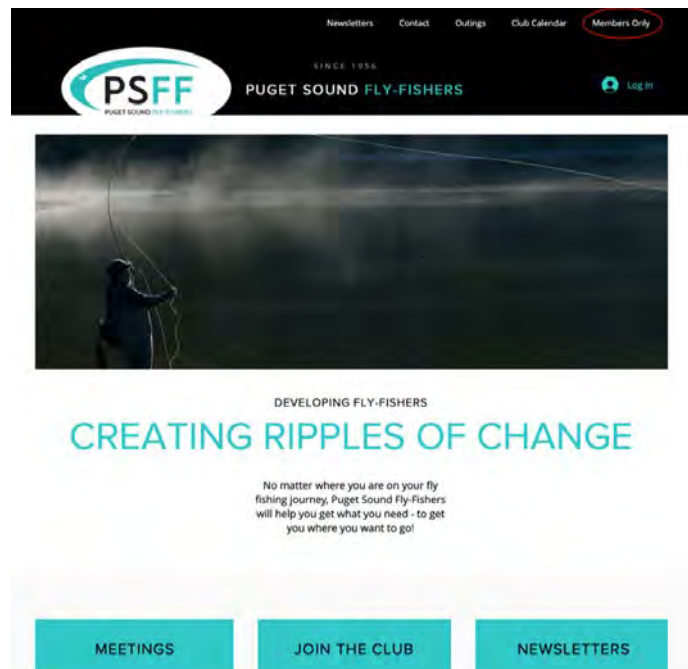 Newsletters Contact Outings Club Calendar Members Only
SINCE 1956
PSFF
PUGET SOUND FLY-FISHERS
PUGET SOUND FLY-FISHERS
Log In
DEVELOPING FLY-FISHERS
CREATING RIPPLES OF CHANGE
No matter where you are on your fly
fishing journey, Puget Sound Fly-Fishers
will help you get what you need - to get
you where you want to go!
MEETINGS
JOIN THE CLUB
NEWSLETTERS